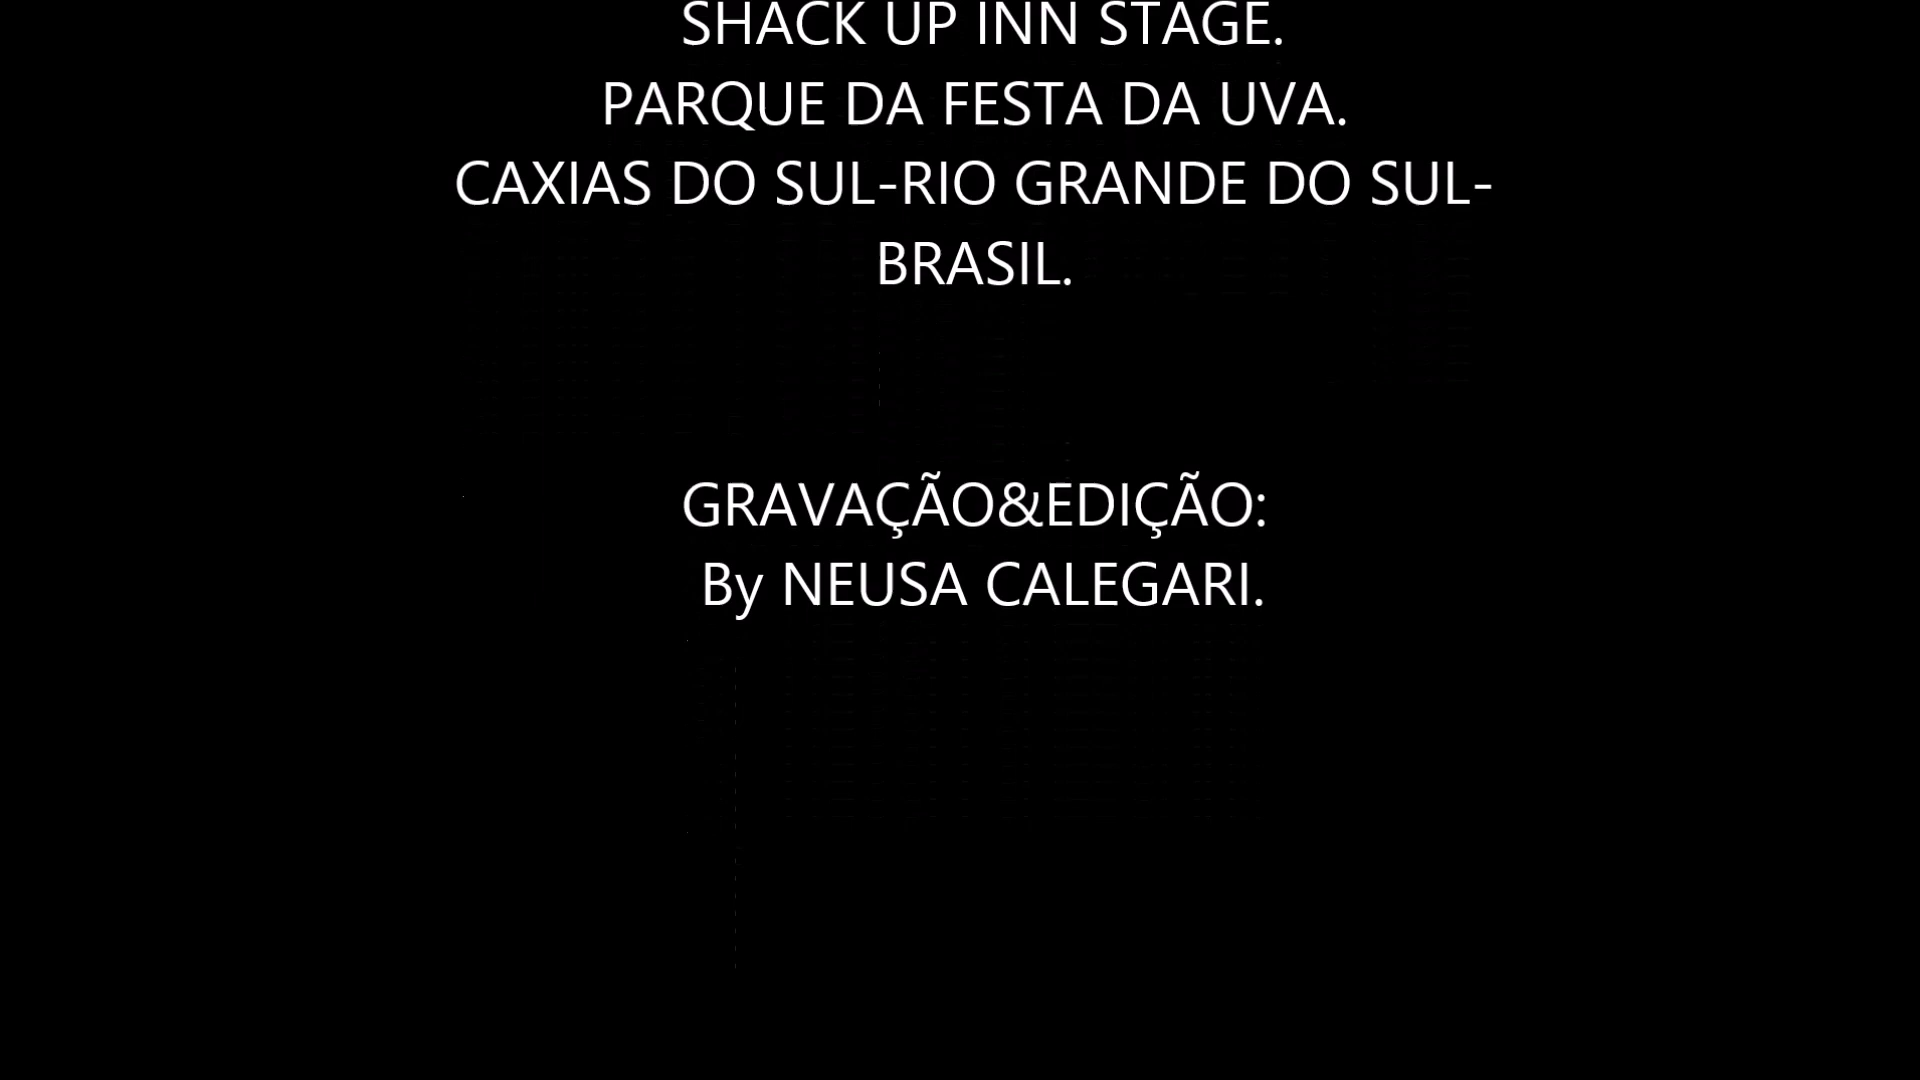 SHACK UP INN STAGE.
PARQUE DA FESTA DA UVA.
CAXIAS DO SUL-RIO GRANDE DO SUL-
BRASIL.
GRAVAÇÃO&EDIÇÃO:
By NEUSA CALEGARI.